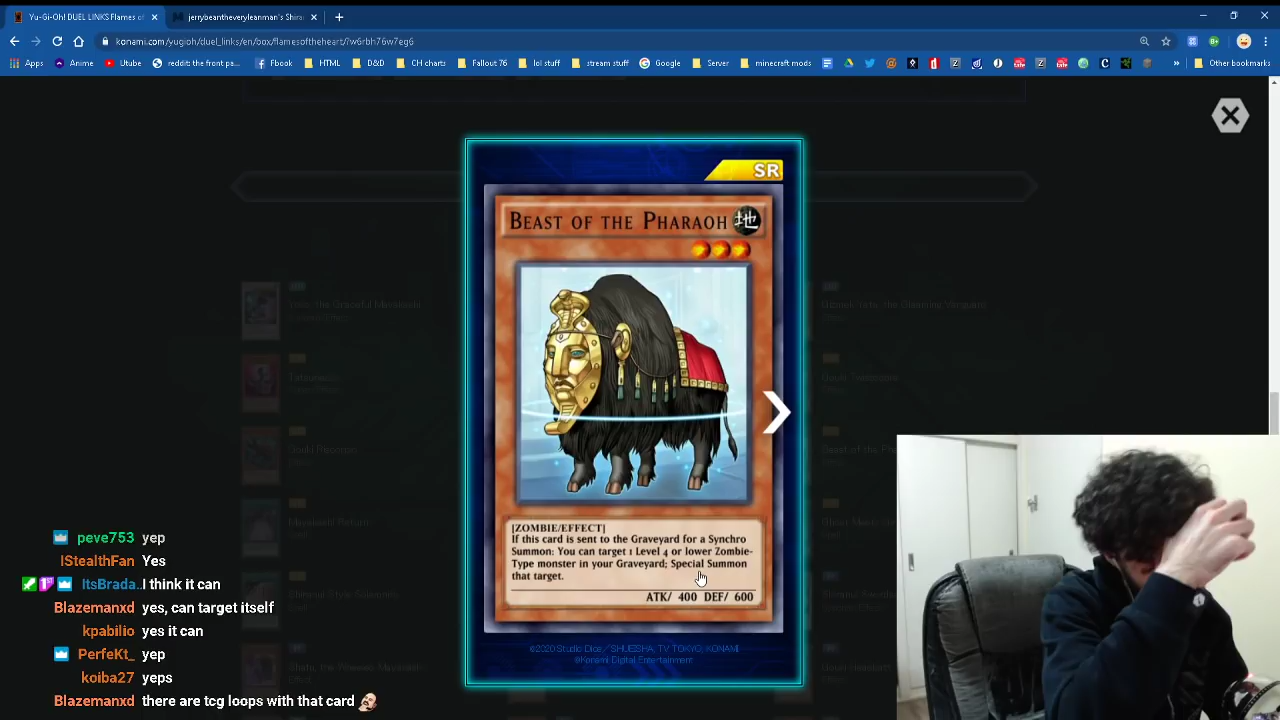 Yu-Gi-Oh! DUEL LINKS Flames of
jerrybeantheveryleanman's Shira
konami.com/yugioh/duel_links/en/box/flamesoftheheart/?w6rbh76w7eg6
Apps
Anime
Utube
reddit: the front pa...
Fbook
HTML
D&D
CH charts
Fallout 76
lol stuff
stream stuff
Google
Server
minecraft mods
Other bookmarks
SR
BEAST OF THE PHARAOH
地
[ZOMBIE/EFFECT]
If this card is sent to the Graveyard for a Synchro
Summon: You can target 1 Level 4 or lower Zombie-
Type monster in your Graveyard; Special Summon
that target.
ATK/ 400 DEF/ 600
©2020 Studio Dice／SHUEISHA, TV TOKYO, KONAMI
©Konami Digital Entertainment
peve753 yep
IStealthFan Yes
ItsBrada.. I think it can
Blazemanxd yes, can target itself
kpabilio yes it can
PerfeKt_ yep
koiba27 yeps
Blazemanxd there are tcg loops with that card